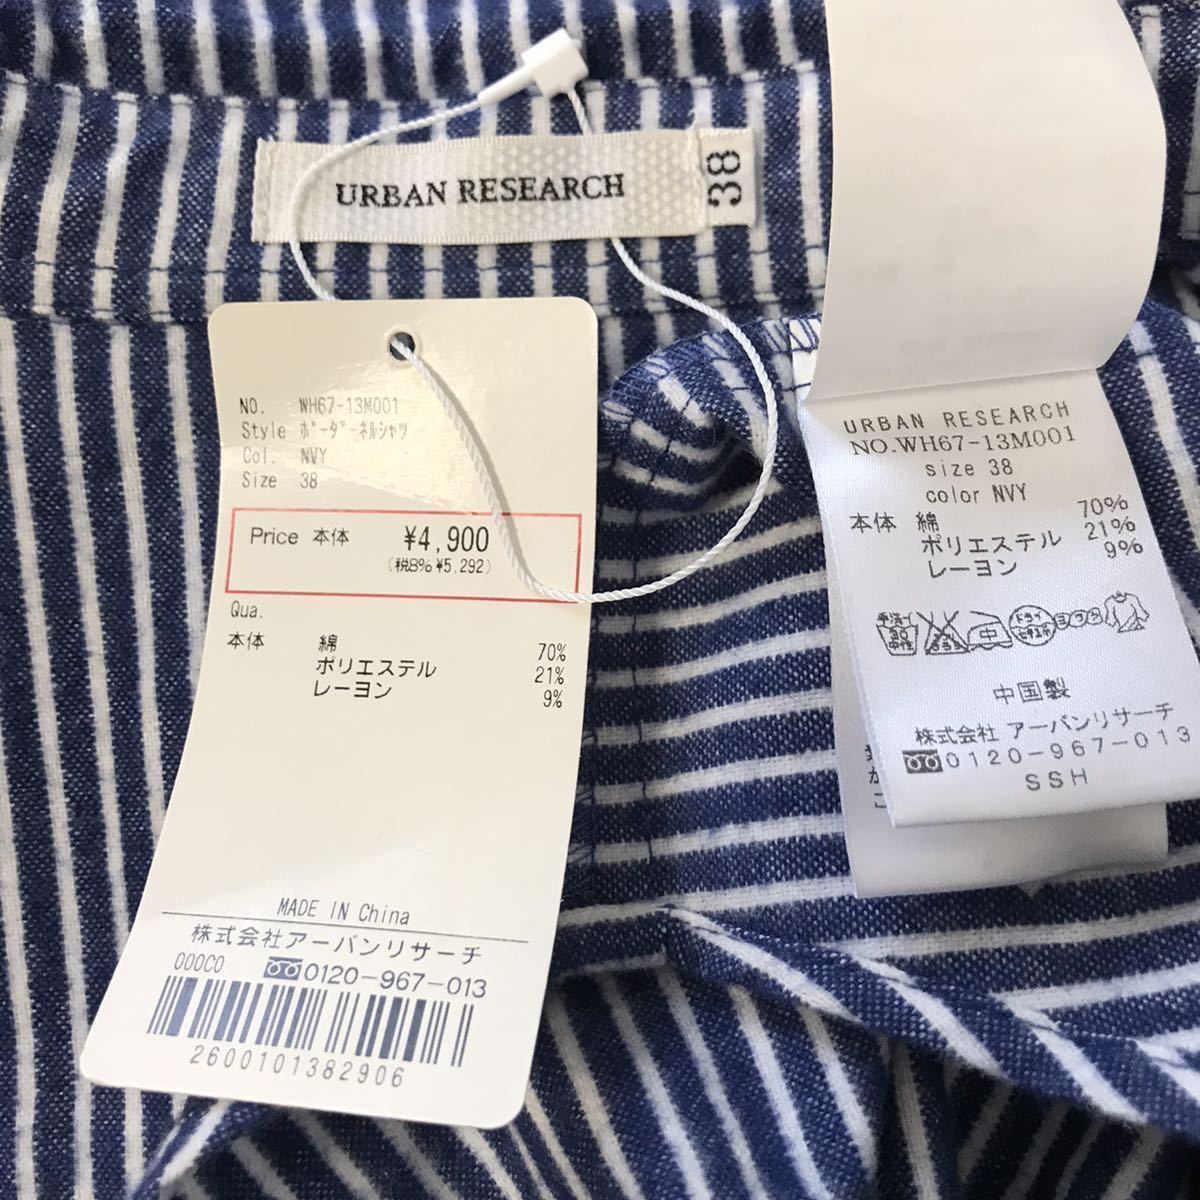 URBAN RESEARCH
38
NO. WH67-13M001
Style ボーダーネルシャツ
Col. NVY
Size 38
Price 本体 ¥4,900
(税8% ¥5,292)
Qua.
本体 綿 70%
ポリエステル 21%
レーヨン 9%
MADE IN China
株式会社アーバンリサーチ
000C0 0120-967-013
2600101382906
URBAN RESEARCH
NO.WH67-13M001
size 38
color NVY
本体 綿 70%
ポリエステル 21%
レーヨン 9%
中
ドライ
中国製
株式会社 アーバンリサーチ
0120-967-013
SSH